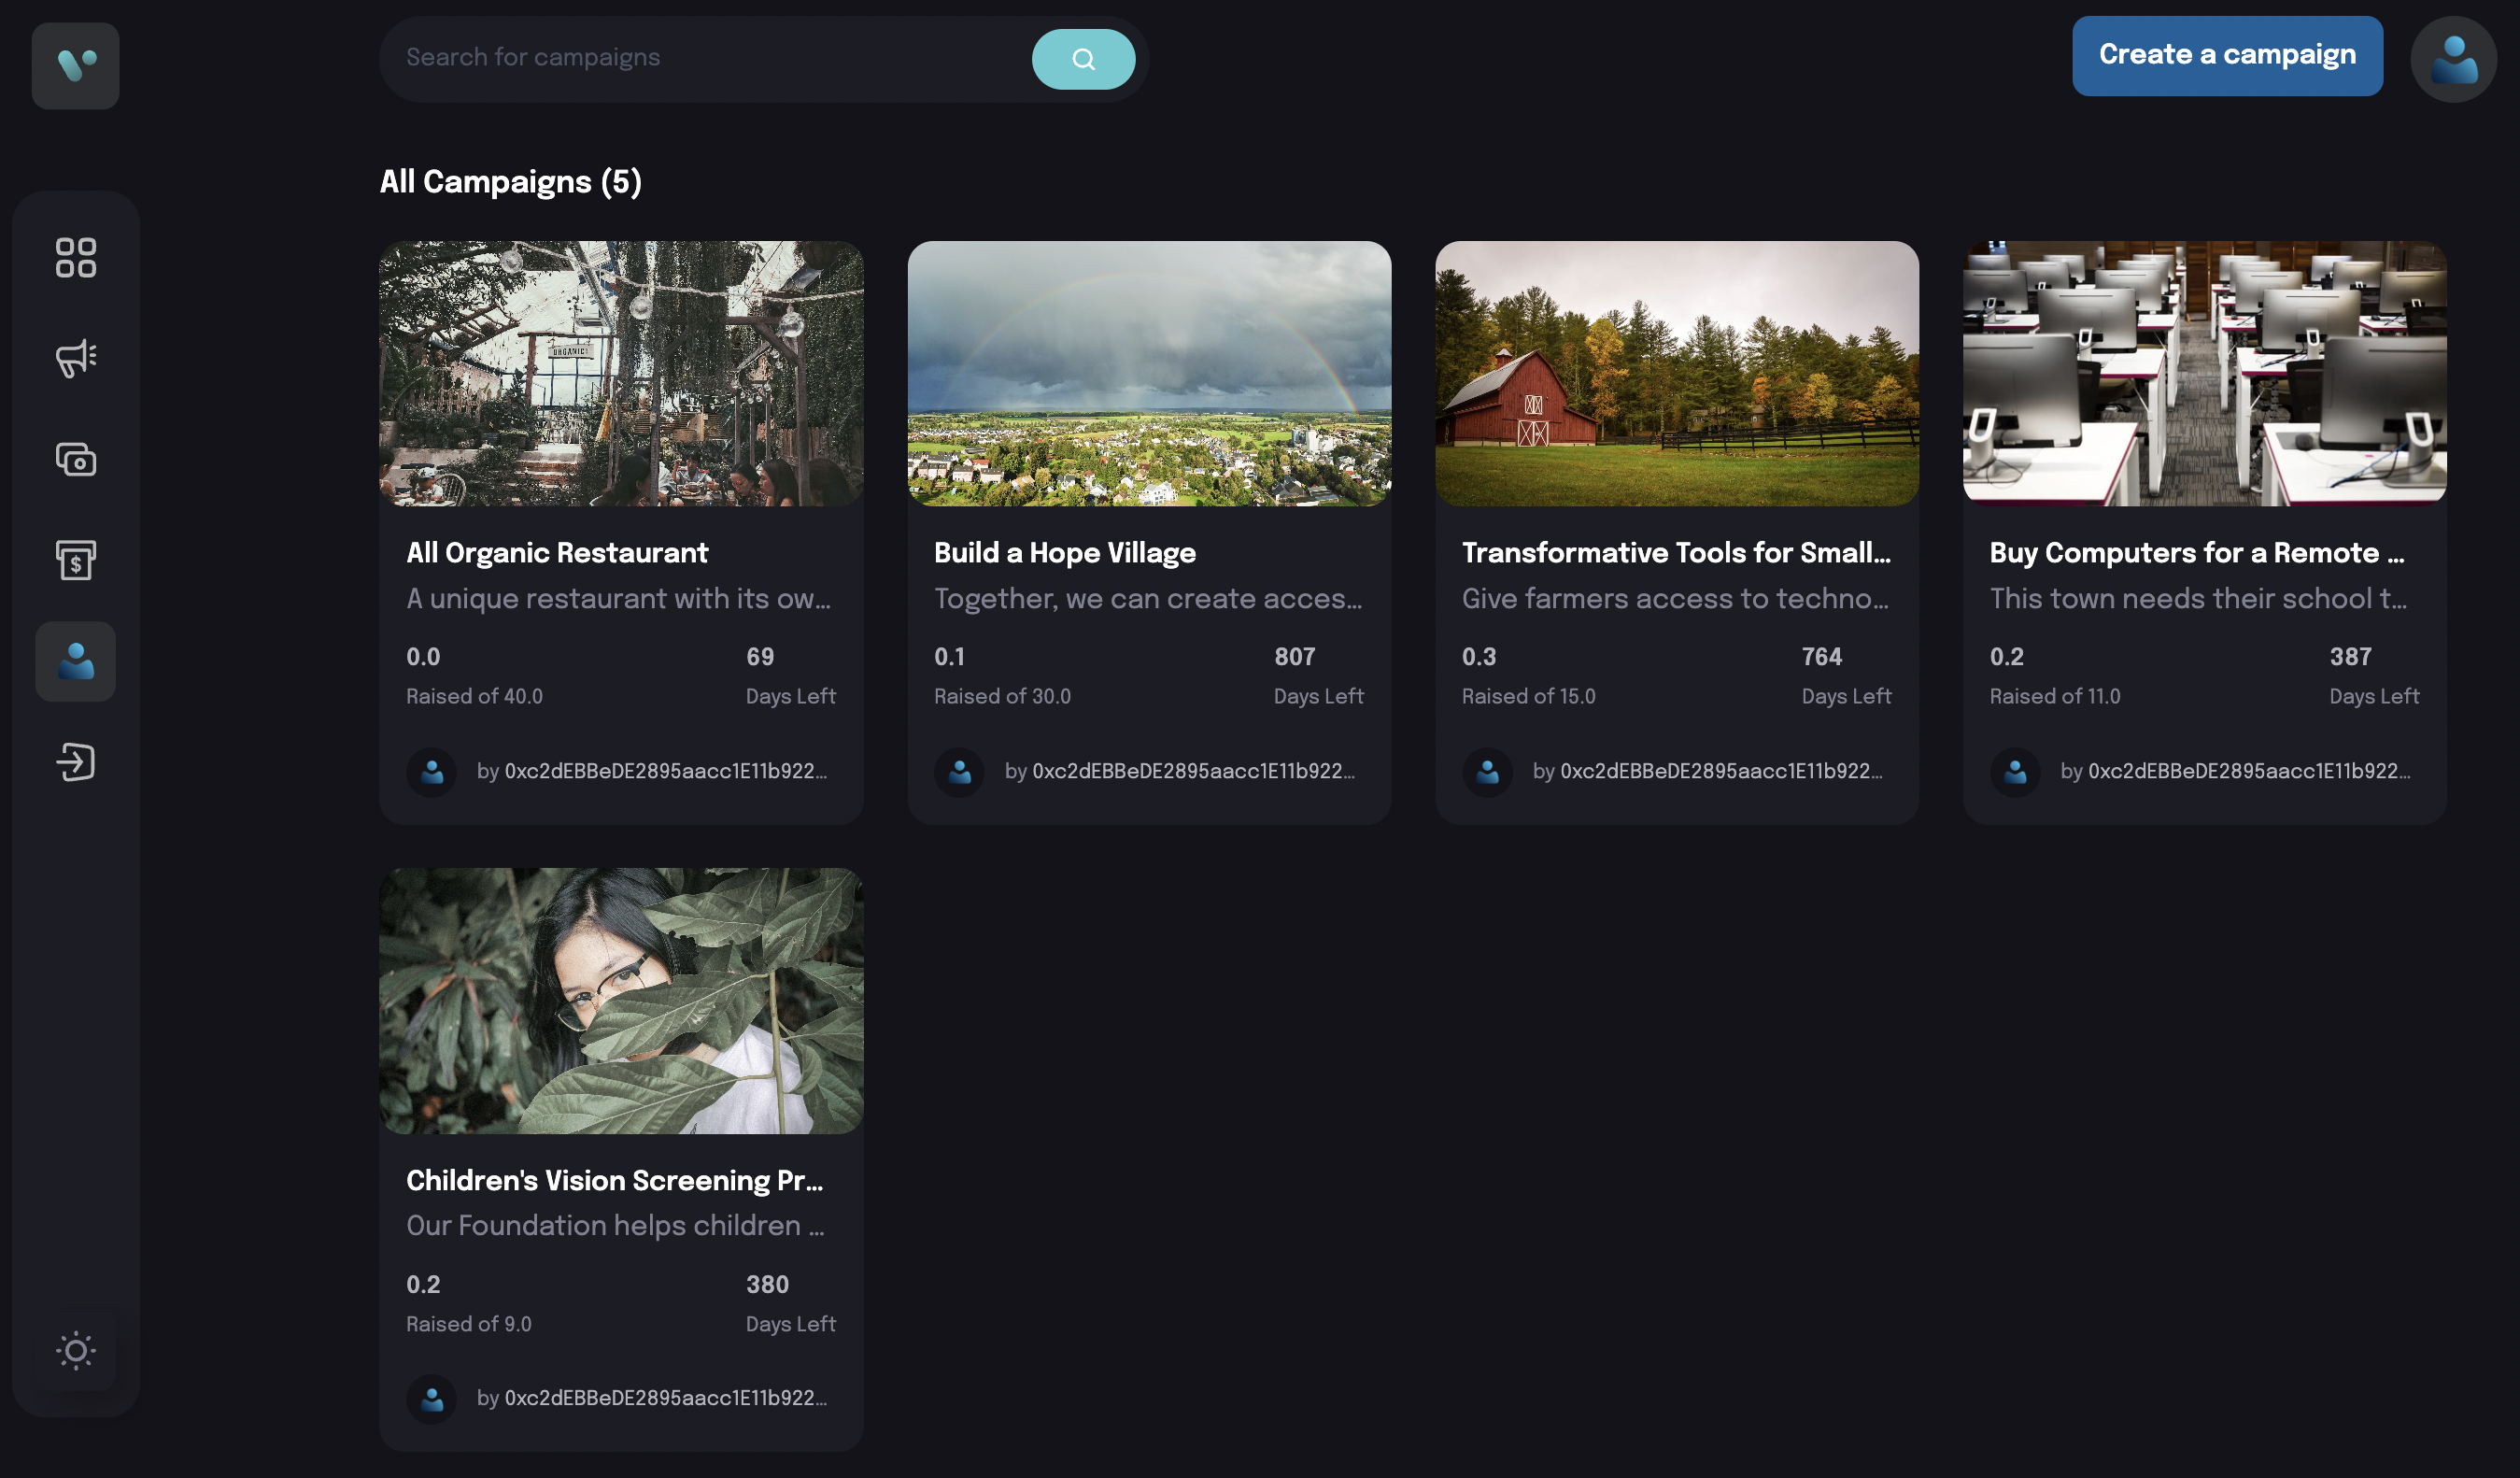 Search for campaigns
Create a campaign
All Campaigns (5)
ORGANIC
All Organic Restaurant
A unique restaurant with its ow...
0.0
69
Raised of 40.0
Days Left
by 0xc2dEBBeDE2895aacc1E11b922...
Build a Hope Village
Together, we can create acces...
0.1
807
Raised of 30.0
Days Left
by 0xc2dEBBeDE2895aacc1E11b922...
Transformative Tools for Small...
Give farmers access to techno...
0.3
764
Raised of 15.0
Days Left
by 0xc2dEBBeDE2895aacc1E11b922...
Buy Computers for a Remote ...
This town needs their school t...
0.2
387
Raised of 11.0
Days Left
by 0xc2dEBBeDE2895aacc1E11b922...
Children's Vision Screening Pr...
Our Foundation helps children ...
0.2
380
Raised of 9.0
Days Left
by 0xc2dEBBeDE2895aacc1E11b922...
$